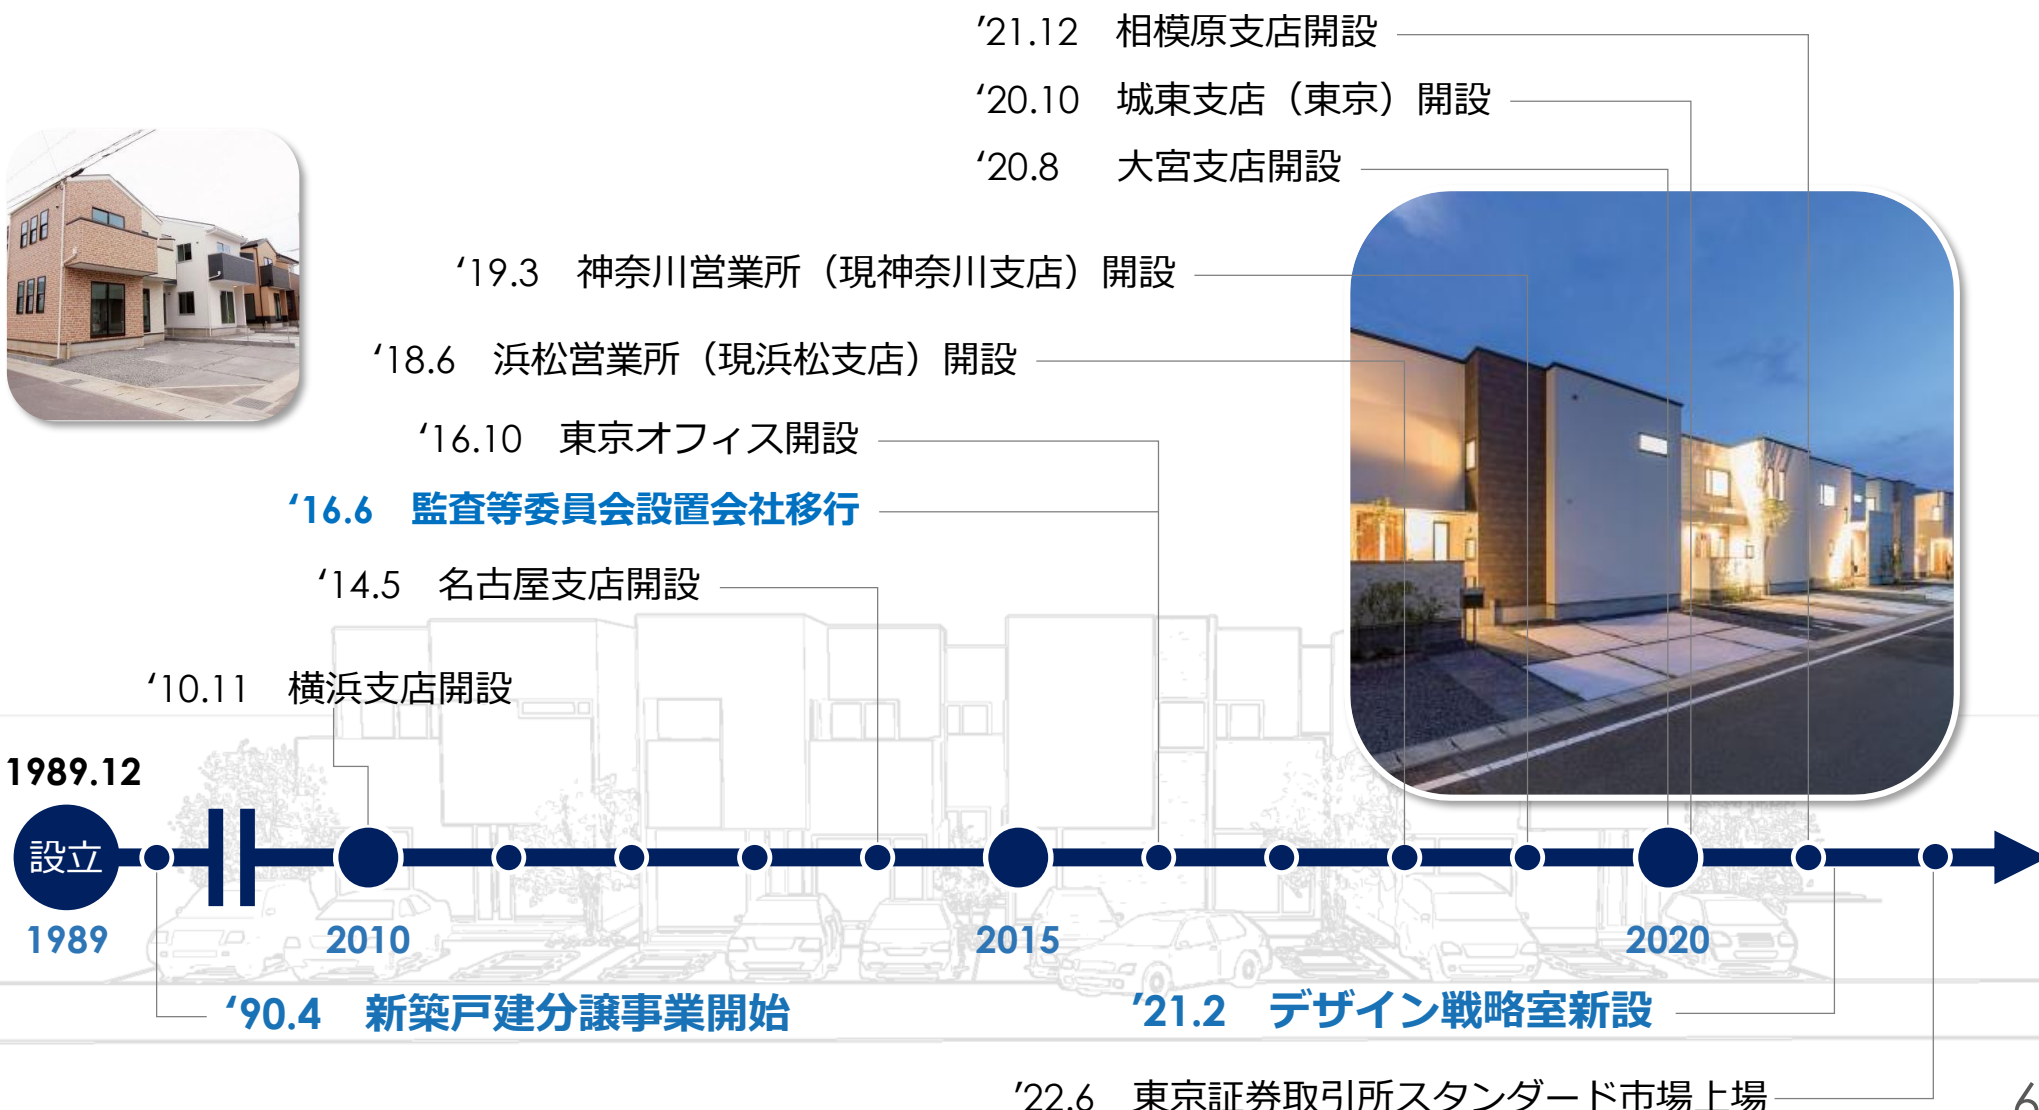 ’21.12　相模原支店開設
‘20.10　城東支店（東京）開設
‘20.8　大宮支店開設
‘19.3　神奈川営業所（現神奈川支店）開設
‘18.6　浜松営業所（現浜松支店）開設
‘16.10　東京オフィス開設
‘16.6　監査等委員会設置会社移行
‘14.5　名古屋支店開設
‘10.11　横浜支店開設
1989.12
設立
1989
2010
2015
2020
‘90.4　新築戸建分譲事業開始
’21.2　デザイン戦略室新設
’22.6　東京証券取引所スタンダード市場上場
6